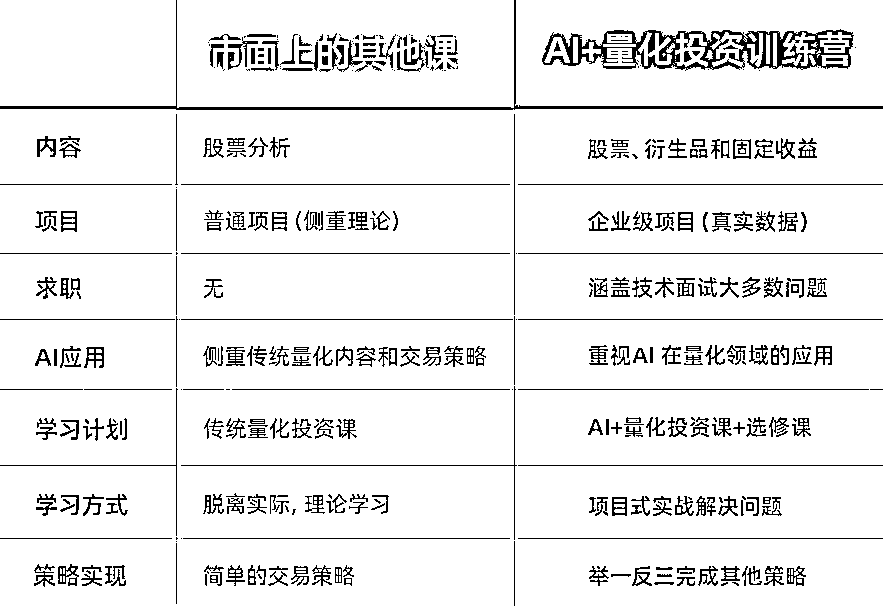 市面上的其他课
AI+量化投资训练营
内容
股票分析
股票、衍生品和固定收益
项目
普通项目(侧重理论)
企业级项目(真实数据)
求职
无
涵盖技术面试大多数问题
AI应用
侧重传统量化内容和交易策略
重视AI 在量化领域的应用
学习计划
传统量化投资课
AI+量化投资课+选修课
学习方式
脱离实际, 理论学习
项目式实战解决问题
策略实现
简单的交易策略
举一反三完成其他策略